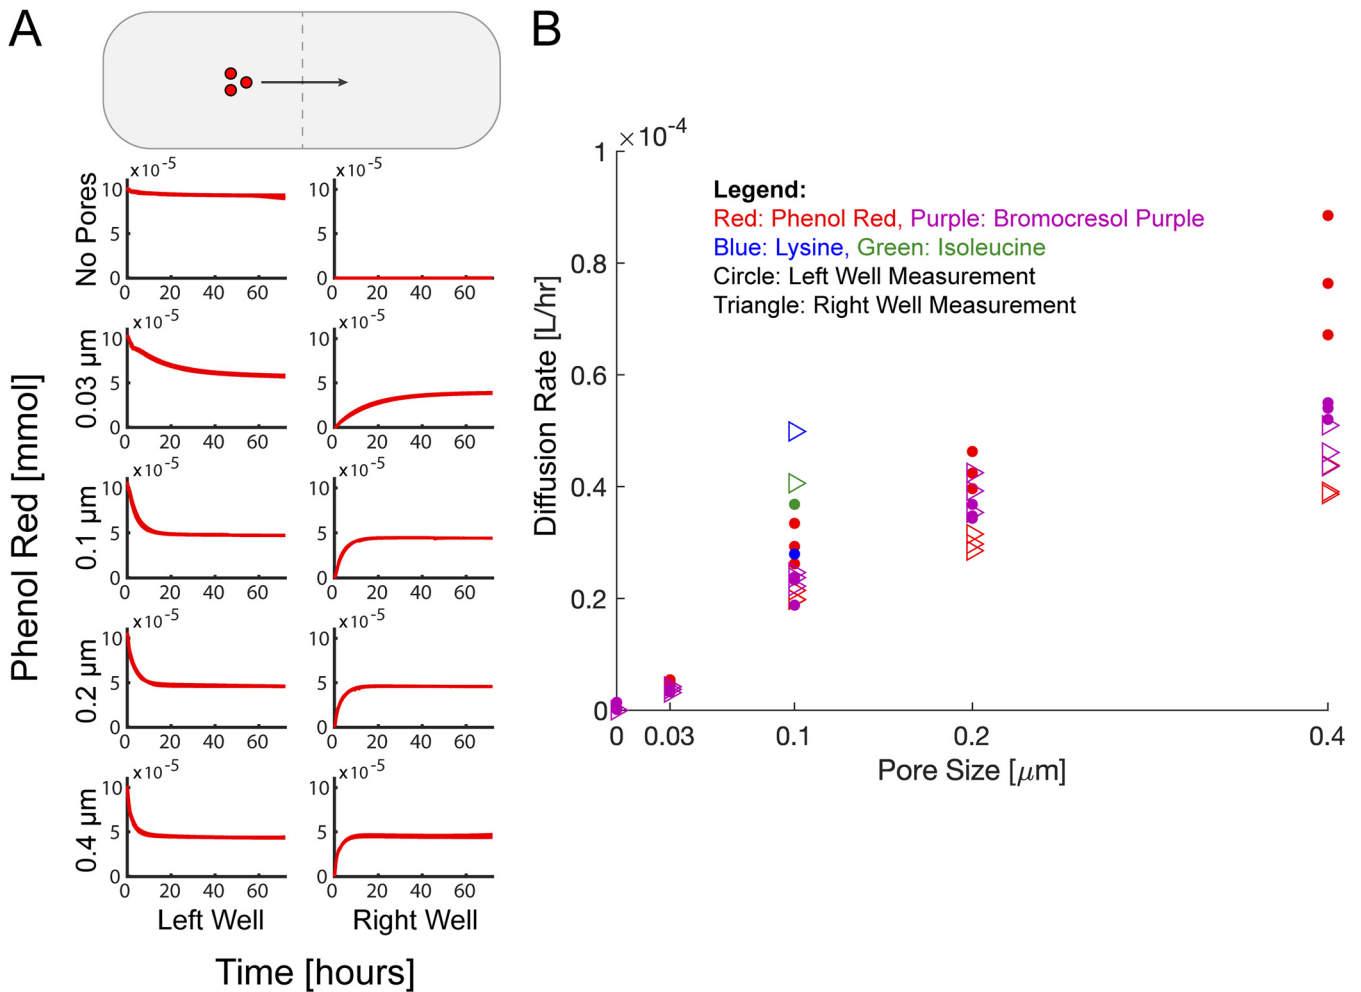 A
B
No Pores
x10⁻⁵
10
5
0
0 20 40 60
x10⁻⁵
10
5
0
0 20 40 60
0.03 µm
x10⁻⁵
10
5
0
0 20 40 60
x10⁻⁵
10
5
0
0 20 40 60
Phenol Red [mmol]
0.1 µm
x10⁻⁵
10
5
0
0 20 40 60
x10⁻⁵
10
5
0
0 20 40 60
0.2 µm
x10⁻⁵
10
5
0
0 20 40 60
x10⁻⁵
10
5
0
0 20 40 60
0.4 µm
x10⁻⁵
10
5
0
0 20 40 60
x10⁻⁵
10
5
0
0 20 40 60
Left Well
Right Well
Time [hours]
×10⁻⁴
1
0.8
0.6
0.4
0.2
0
Diffusion Rate [L/hr]
Legend:
Red: Phenol Red, Purple: Bromocresol Purple
Blue: Lysine, Green: Isoleucine
Circle: Left Well Measurement
Triangle: Right Well Measurement
0 0.03 0.1 0.2 0.4
Pore Size [µm]